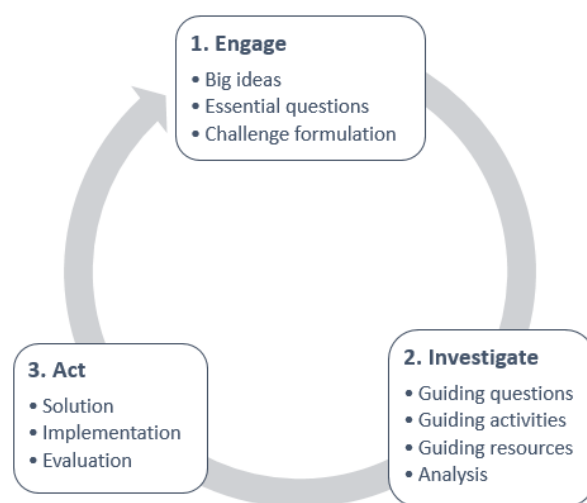 1. Engage
• Big ideas
• Essential questions
• Challenge formulation
2. Investigate
• Guiding questions
• Guiding activities
• Guiding resources
• Analysis
3. Act
• Solution
• Implementation
• Evaluation